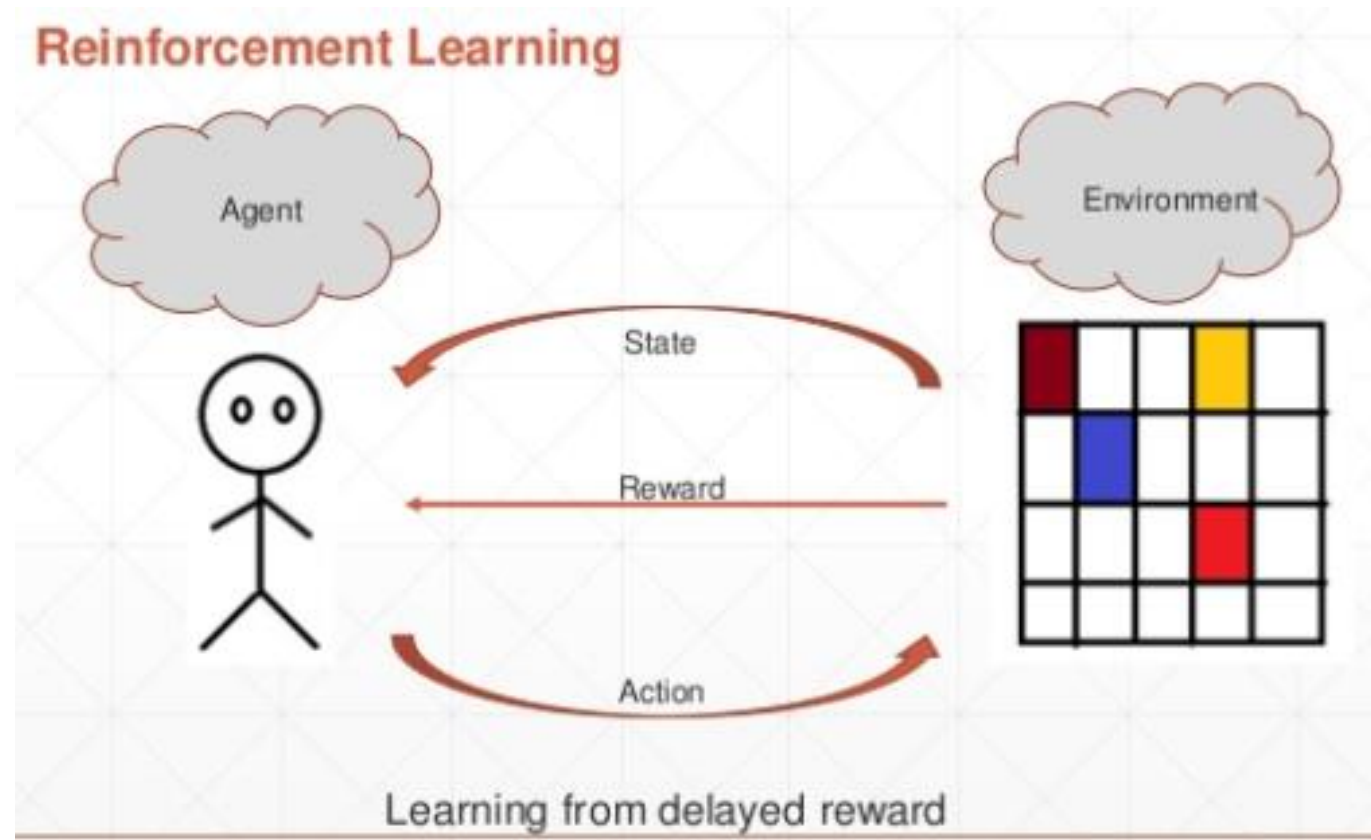 Reinforcement Learning
Agent
Environment
State
Reward
Action
Learning from delayed reward